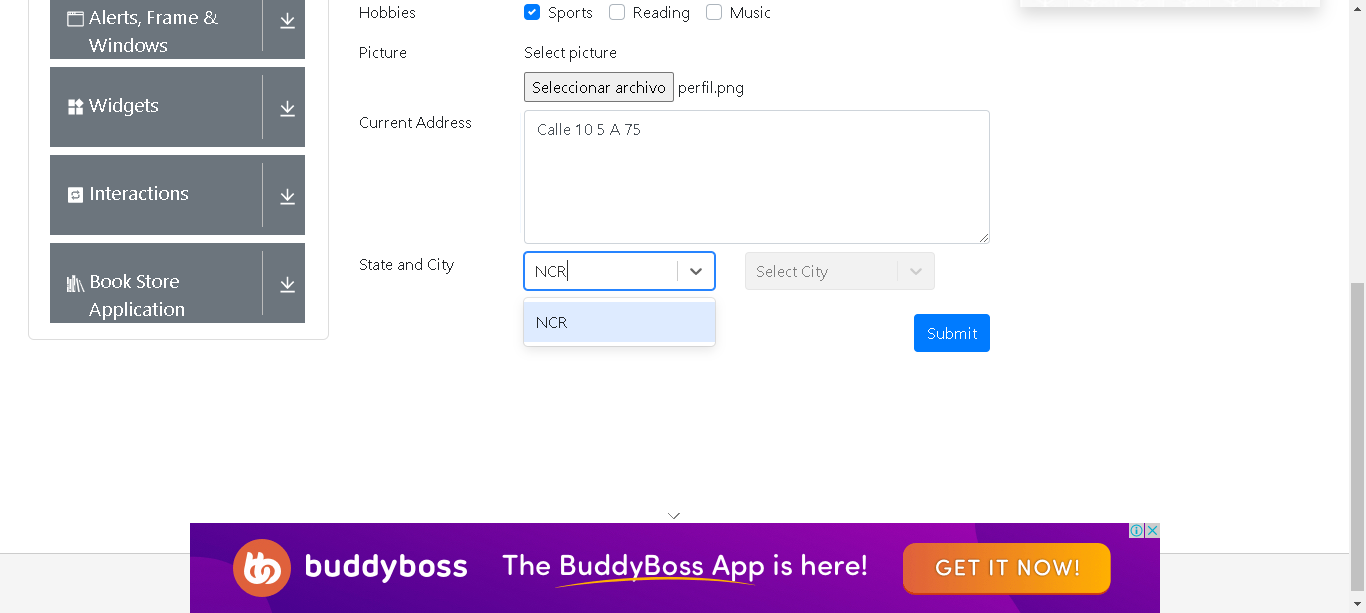 Alerts, Frame &
Windows
Widgets
Interactions
Book Store
Application
Hobbies
Sports Reading Music
Picture
Select picture
Seleccionar archivo perfil.png
Current Address
Calle 10 5 A 75
State and City
NCR
Select City
NCR
Submit
buddyboss
The BuddyBoss App is here!
GET IT NOW!